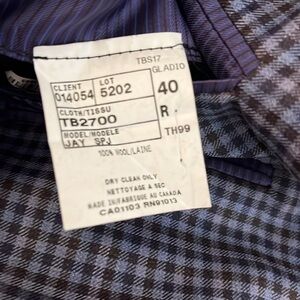 TBS17
GLADIO
CLIENT LOT
014054 5202 40
CLOTH/TISSU
TB2700 R
MODEL/MODELE
JAY SPJ TH99
100% WOOL/LAINE
DRY CLEAN ONLY
NETTOYAGE A SEC
MADE IN/FABRIQUE AU CANADA
CA01103 RN91013